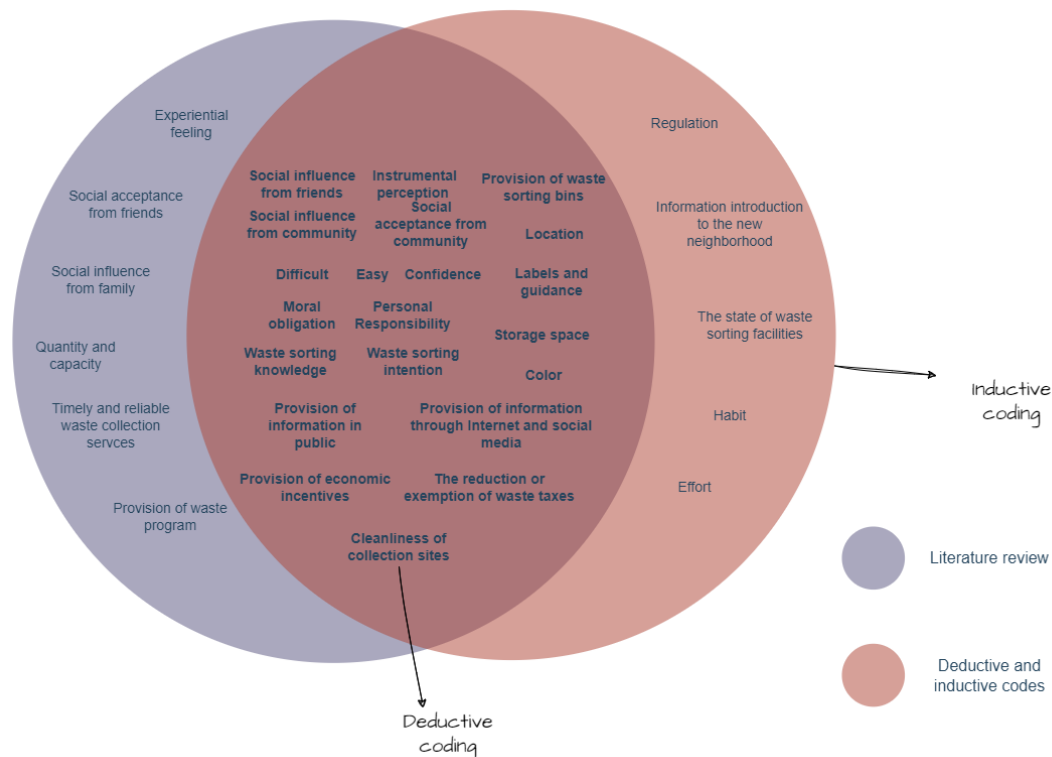 Experiential
feeling
Social acceptance
from friends
Social influence
from family
Quantity and
capacity
Timely and reliable
waste collection
servces
Provision of waste
program
Social influence
from friends
Instrumental
perception
Provision of waste
sorting bins
Social influence
from community
Social
acceptance from
community
Location
Difficult
Easy
Confidence
Labels and
guidance
Moral
obligation
Personal
Responsibility
Storage space
Waste sorting
knowledge
Waste sorting
intention
Color
Provision of
information in
public
Provision of information
through Internet and social
media
Provision of economic
incentives
The reduction or
exemption of waste taxes
Cleanliness of
collection sites
Regulation
Information introduction
to the new
neighborhood
The state of waste
sorting facilities
Habit
Effort
Inductive
coding
Literature review
Deductive and
inductive codes
Deductive
coding